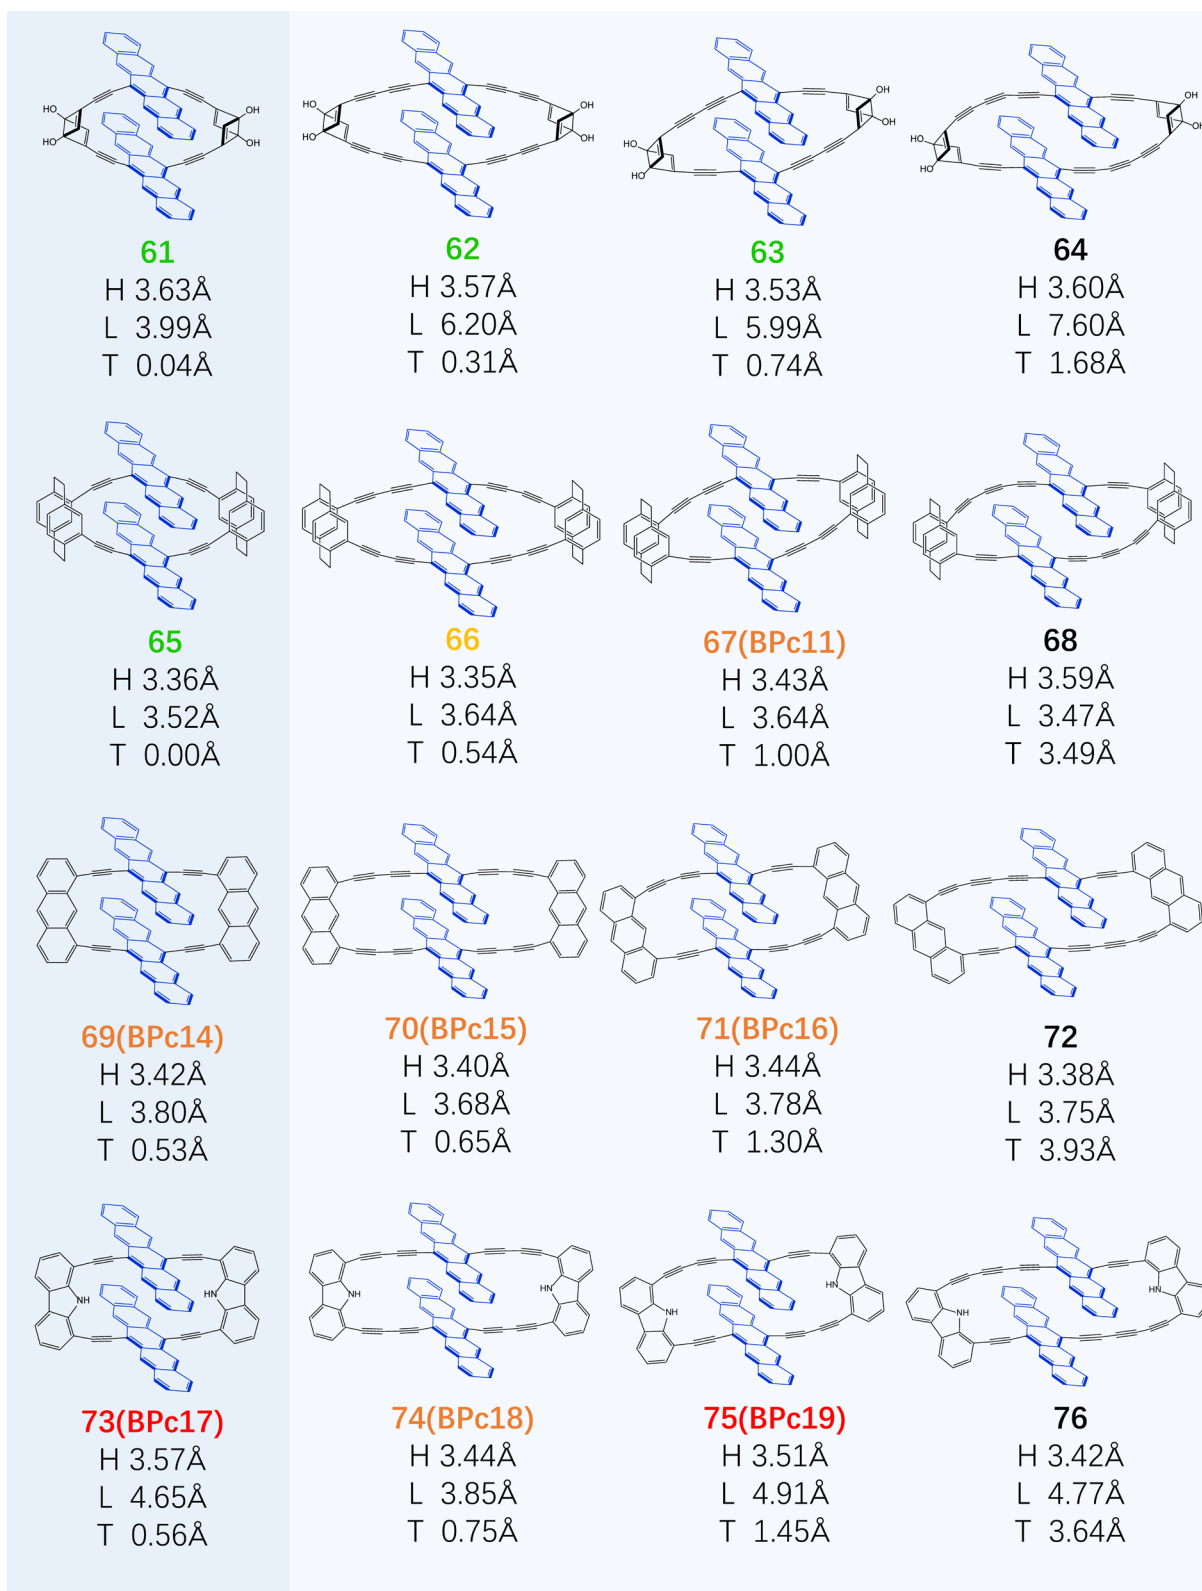 HO
OH
HO
OH
HO
OH
HO
OH
HO
OH
HO
OH
HO
OH
HO
OH
61
H 3.63Å
L 3.99Å
T 0.04Å
62
H 3.57Å
L 6.20Å
T 0.31Å
63
H 3.53Å
L 5.99Å
T 0.74Å
64
H 3.60Å
L 7.60Å
T 1.68Å
65
H 3.36Å
L 3.52Å
T 0.00Å
66
H 3.35Å
L 3.64Å
T 0.54Å
67(BPc11)
H 3.43Å
L 3.64Å
T 1.00Å
68
H 3.59Å
L 3.47Å
T 3.49Å
69(BPc14)
H 3.42Å
L 3.80Å
T 0.53Å
70(BPc15)
H 3.40Å
L 3.68Å
T 0.65Å
71(BPc16)
H 3.44Å
L 3.78Å
T 1.30Å
72
H 3.38Å
L 3.75Å
T 3.93Å
NH
HN
NH
HN
NH
HN
NH
HN
73(BPc17)
H 3.57Å
L 4.65Å
T 0.56Å
74(BPc18)
H 3.44Å
L 3.85Å
T 0.75Å
75(BPc19)
H 3.51Å
L 4.91Å
T 1.45Å
76
H 3.42Å
L 4.77Å
T 3.64Å